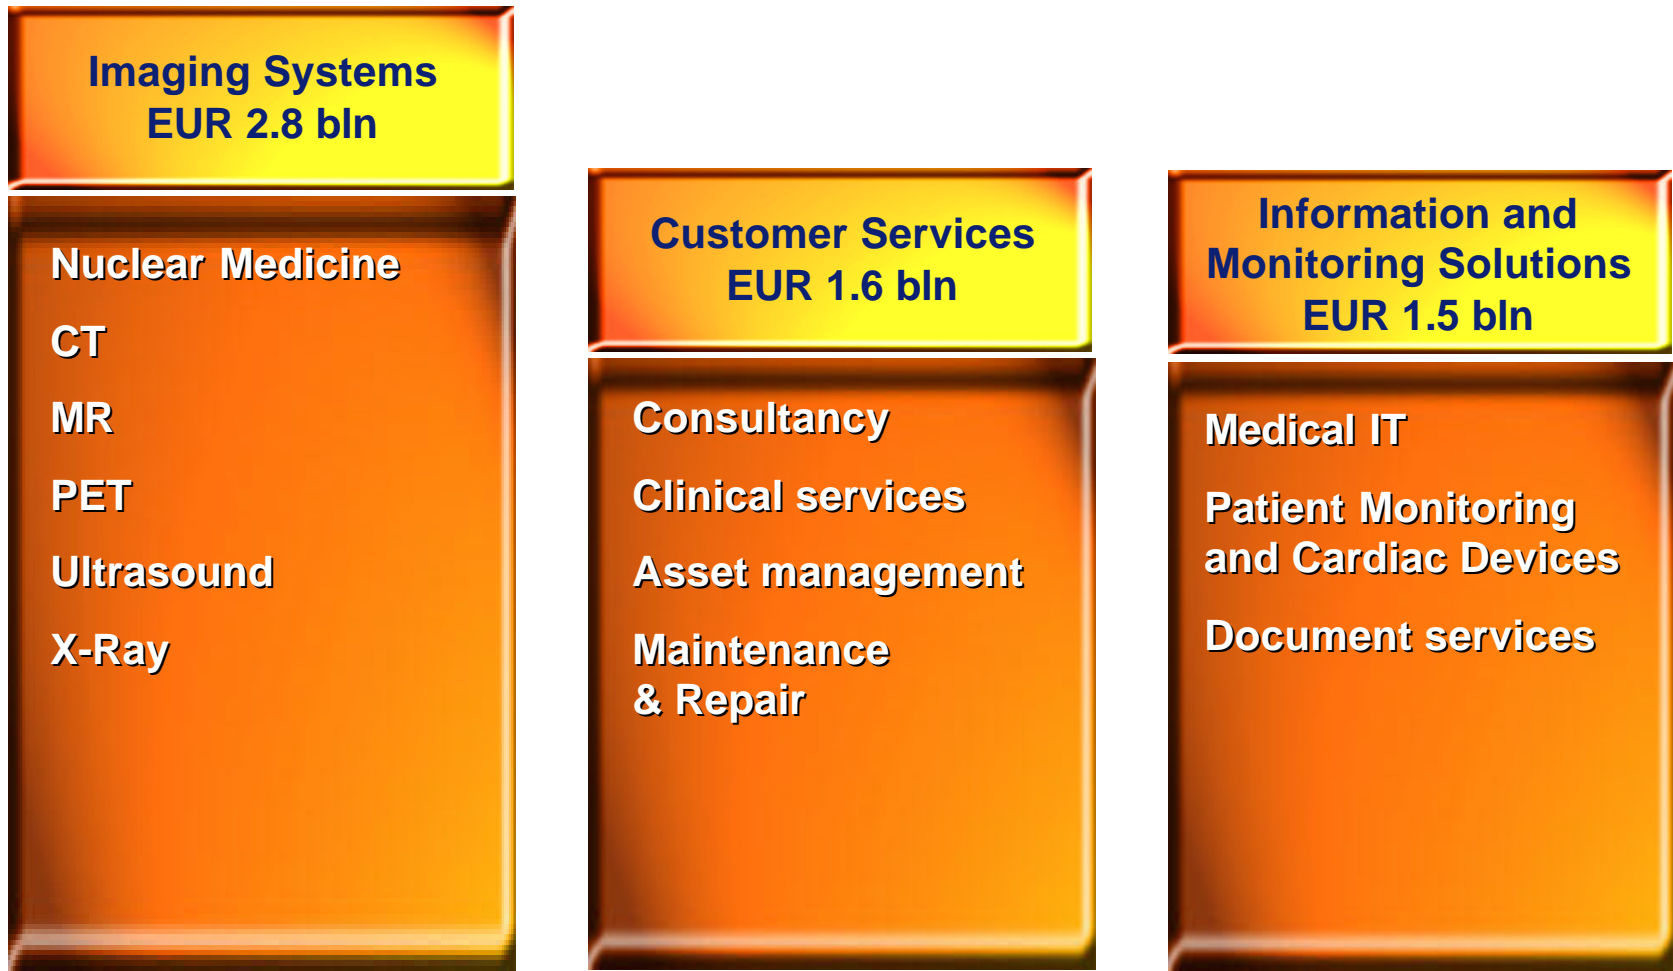 Imaging Systems
EUR 2.8 bln
Nuclear Medicine
CT
MR
PET
Ultrasound
X-Ray
Customer Services
EUR 1.6 bln
Consultancy
Clinical services
Asset management
Maintenance
& Repair
Information and
Monitoring Solutions
EUR 1.5 bln
Medical IT
Patient Monitoring
and Cardiac Devices
Document services